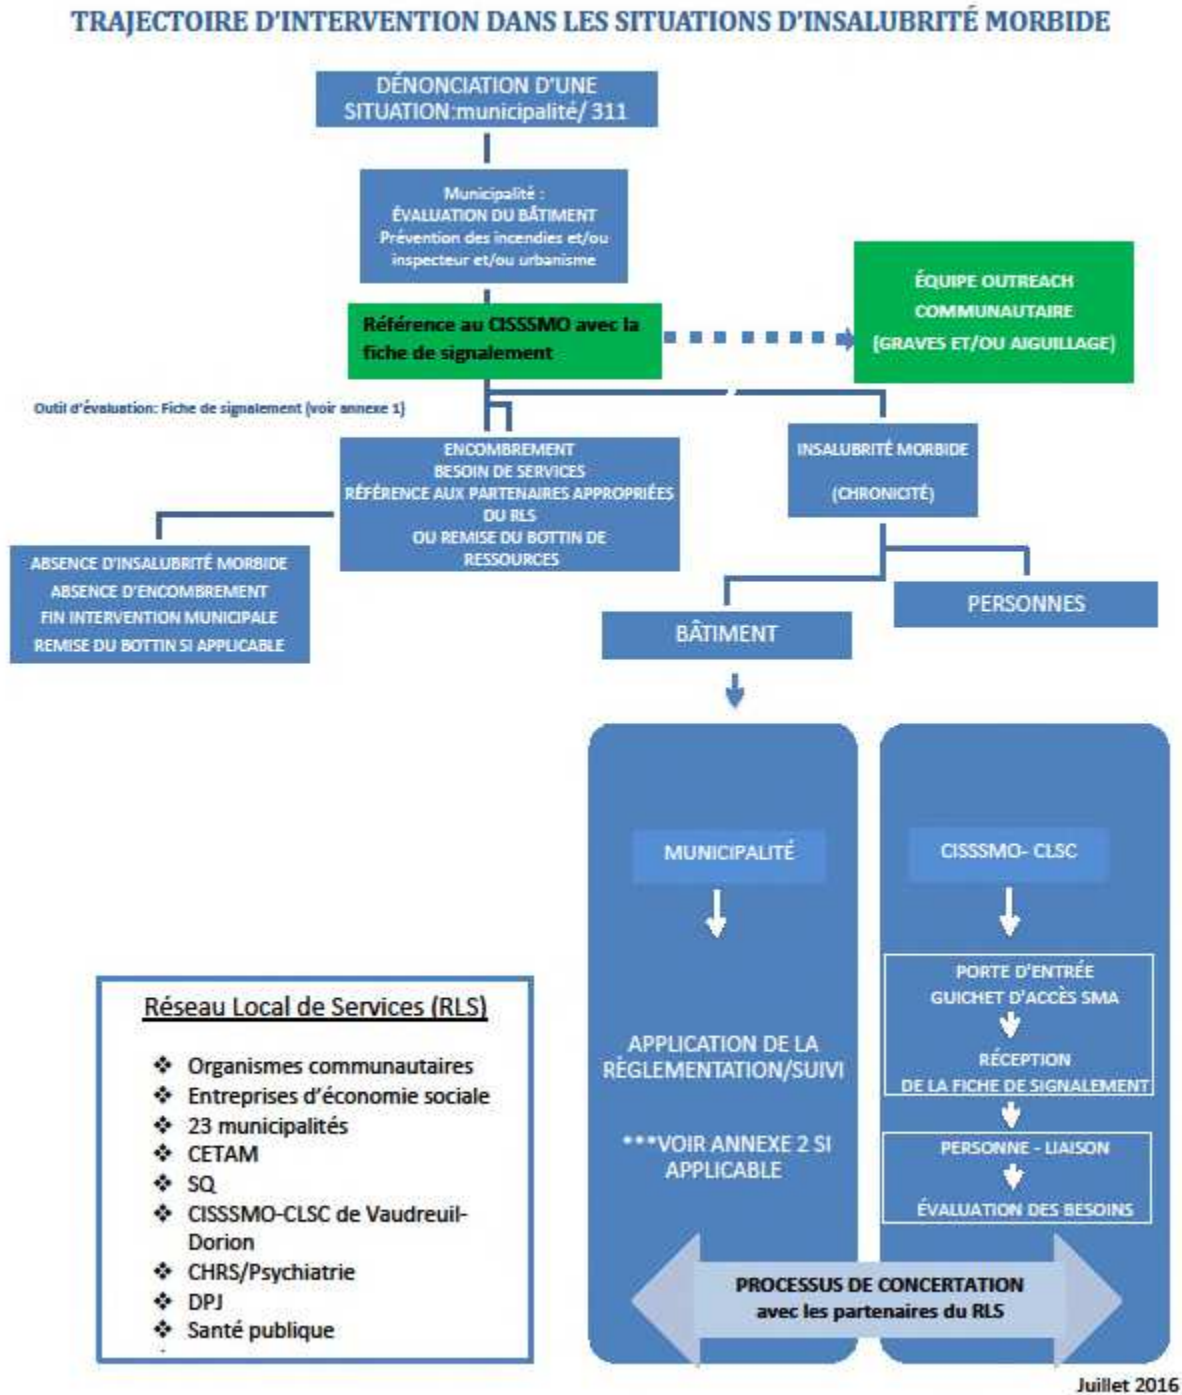 TRAJECTOIRE D'INTERVENTION DANS LES SITUATIONS D'INSALUBRITÉ MORBIDE
DÉNONCIATION D'UNE
SITUATION:municipalité/ 311
Municipalité :
ÉVALUATION DU BÂTIMENT
Prévention des incendies et/ou
inspecteur et/ou urbanisme
Référence au CISSSMO avec la
fiche de signalement
ÉQUIPE OUTREACH
COMMUNAUTAIRE
(GRAVES ET/OU AIGUILLAGE)
Outil d'évaluation: Fiche de signalement (voir annexe 1)
ENCOMBREMENT
BESOIN DE SERVICES
RÉFÉRENCE AUX PARTENAIRES APPROPRIÉES
DU RLS
OU REMISE DU BOTTIN DE
RESSOURCES
INSALUBRITÉ MORBIDE
(CHRONICITÉ)
ABSENCE D'INSALUBRITÉ MORBIDE
ABSENCE D'ENCOMBREMENT
FIN INTERVENTION MUNICIPALE
REMISE DU BOTTIN SI APPLICABLE
BÂTIMENT
PERSONNES
MUNICIPALITÉ
APPLICATION DE LA
RÈGLEMENTATION/SUIVI
***VOIR ANNEXE 2 SI
APPLICABLE
CISSSMO- CLSC
PORTE D'ENTRÉE
GUICHET D'ACCÈS SMA
RÉCEPTION
DE LA FICHE DE SIGNALEMENT
PERSONNE - LIAISON
ÉVALUATION DES BESOINS
PROCESSUS DE CONCERTATION
avec les partenaires du RLS
Réseau Local de Services (RLS)
❖ Organismes communautaires
❖ Entreprises d'économie sociale
❖ 23 municipalités
❖ CETAM
❖ SQ
❖ CISSSMO-CLSC de Vaudreuil-
Dorion
❖ CHRS/Psychiatrie
❖ DPJ
❖ Santé publique
Juillet 2016